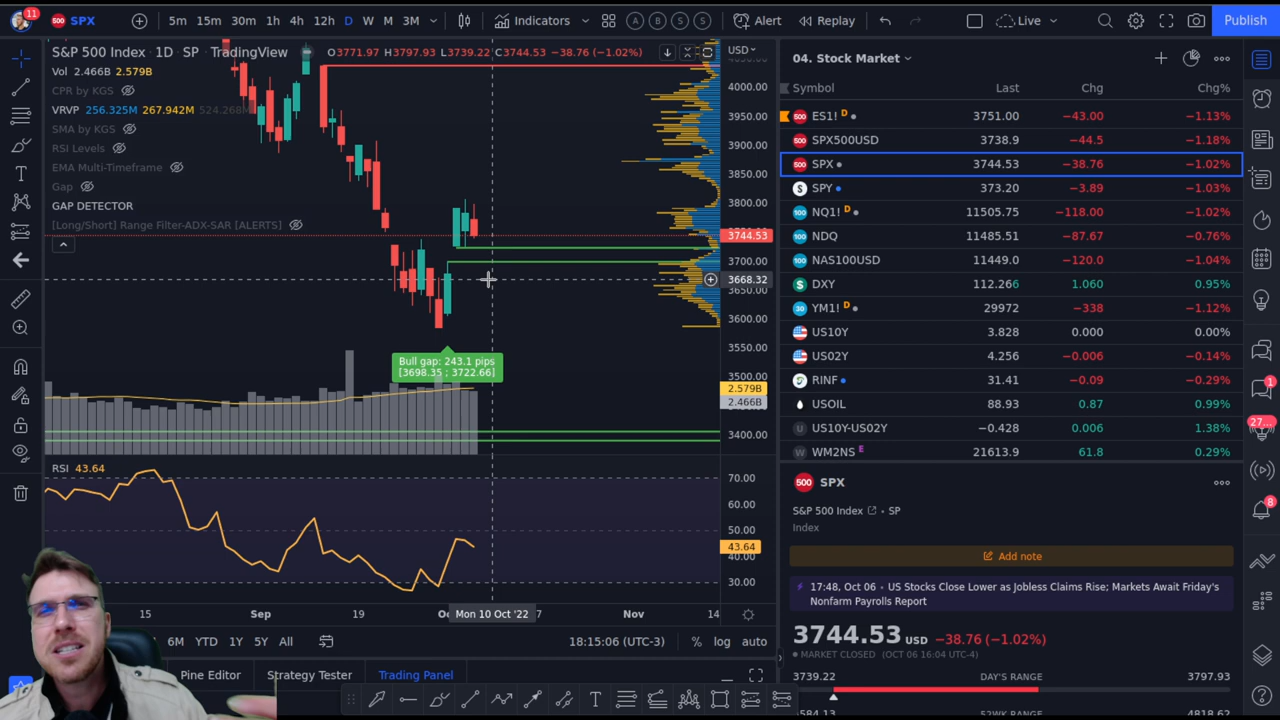 11
SPX
5m 15m 30m 1h 4h 12h D W M 3M
Indicators
A B S S
Alert
Replay
Live
Publish
S&P 500 Index · 1D · SP · TradingView
O3771.97 H3797.93 L3739.22 C3744.53 −38.76 (−1.02%)
USD
Vol 2.466B 2.579B
CPR by KGS
VRVP 256.325M 267.942M 524.268M
SMA by KGS
RSI Levels
EMA Multi-Timeframe
Gap
GAP DETECTOR
[Long/Short] Range Filter-ADX-SAR [ALERTS]
4000.00
3950.00
3900.00
3850.00
3800.00
3744.53
3700.00
3668.32
3650.00
3600.00
3550.00
3500.00
2.579B
2.466B
3400.00
Bull gap: 243.1 pips
[3698.35 ; 3722.66]
RSI 43.64
70.00
60.00
50.00
43.64
40.00
30.00
15 Sep 19 Mon 10 Oct '22 Nov 14
6M YTD 1Y 5Y All
18:15:06 (UTC-3)
% log auto
Pine Editor Strategy Tester Trading Panel
04. Stock Market
Symbol Last Chg Chg%
ES1! D 3751.00 −43.00 −1.13%
SPX500USD 3738.9 −44.5 −1.18%
SPX 3744.53 −38.76 −1.02%
SPY 373.20 −3.89 −1.03%
NQ1! D 11505.75 −118.00 −1.02%
NDQ 11485.51 −87.67 −0.76%
NAS100USD 11449.0 −120.0 −1.04%
DXY 112.266 1.060 0.95%
YM1! D 29972 −338 −1.12%
US10Y 3.828 0.000 0.00%
US02Y 4.256 −0.006 −0.14%
RINF 31.41 −0.09 −0.29%
USOIL 88.93 0.87 0.99%
US10Y-US02Y −0.428 0.006 1.38%
WM2NS E 21613.9 61.8 0.29%
500 SPX
S&P 500 Index · SP
Index
Add note
17:48, Oct 06 · US Stocks Close Lower as Jobless Claims Rise; Markets Await Friday's
Nonfarm Payrolls Report
3744.53 USD −38.76 (−1.02%)
MARKET CLOSED (OCT 06 16:04 UTC-4)
3739.22 DAY'S RANGE 3797.93
1
27...
8